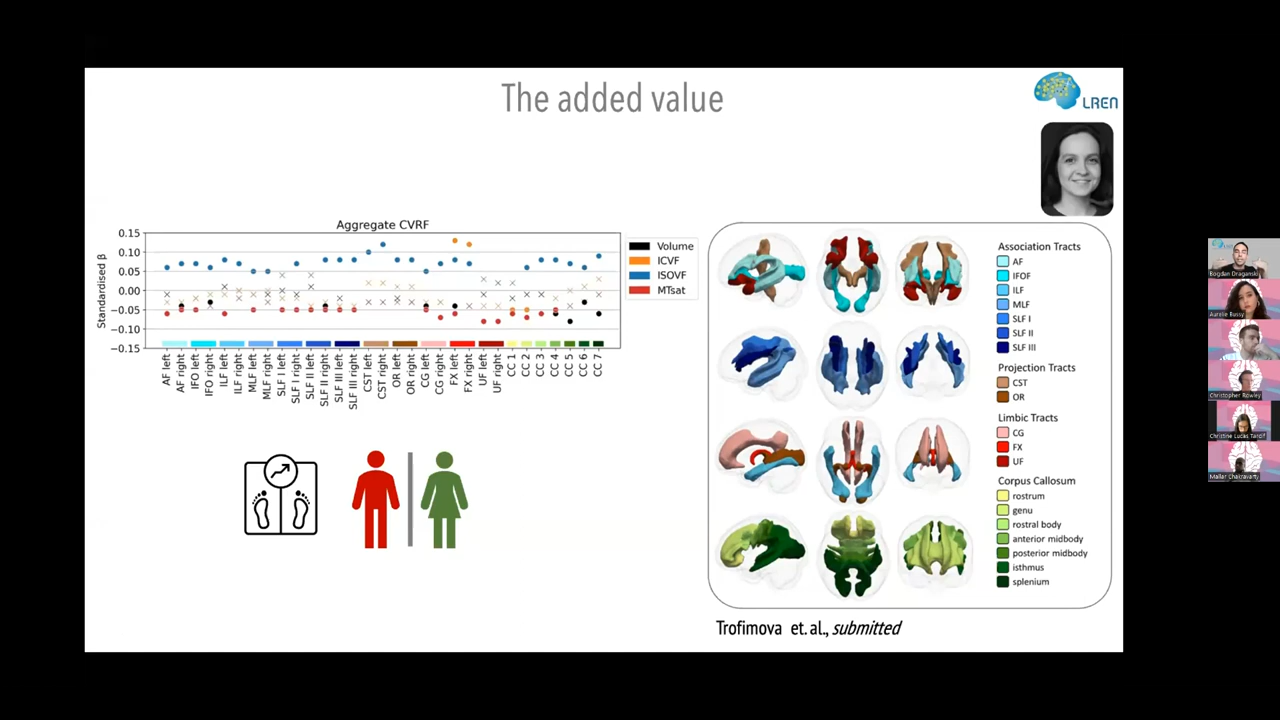 The added value
LREN
Aggregate CVRF
Standardised β
0.15
0.10
0.05
0.00
−0.05
−0.10
−0.15
AF left
AF right
IFO left
IFO right
ILF left
ILF right
MLF left
MLF right
SLF I left
SLF I right
SLF II left
SLF II right
SLF III left
SLF III right
CST left
CST right
OR left
OR right
CG left
CG right
FX left
FX right
UF left
UF right
CC 1
CC 2
CC 3
CC 4
CC 5
CC 6
CC 7
Volume
ICVF
ISOVF
MTsat
Association Tracts
AF
IFOF
ILF
MLF
SLF I
SLF II
SLF III
Projection Tracts
CST
OR
Limbic Tracts
CG
FX
UF
Corpus Callosum
rostrum
genu
rostral body
anterior midbody
posterior midbody
isthmus
splenium
Trofimova et. al., submitted
Bogdan Draganski
Aurelie Bussy
Christopher Rowley
Christine Lucas Tardif
Mallar Chakravarty